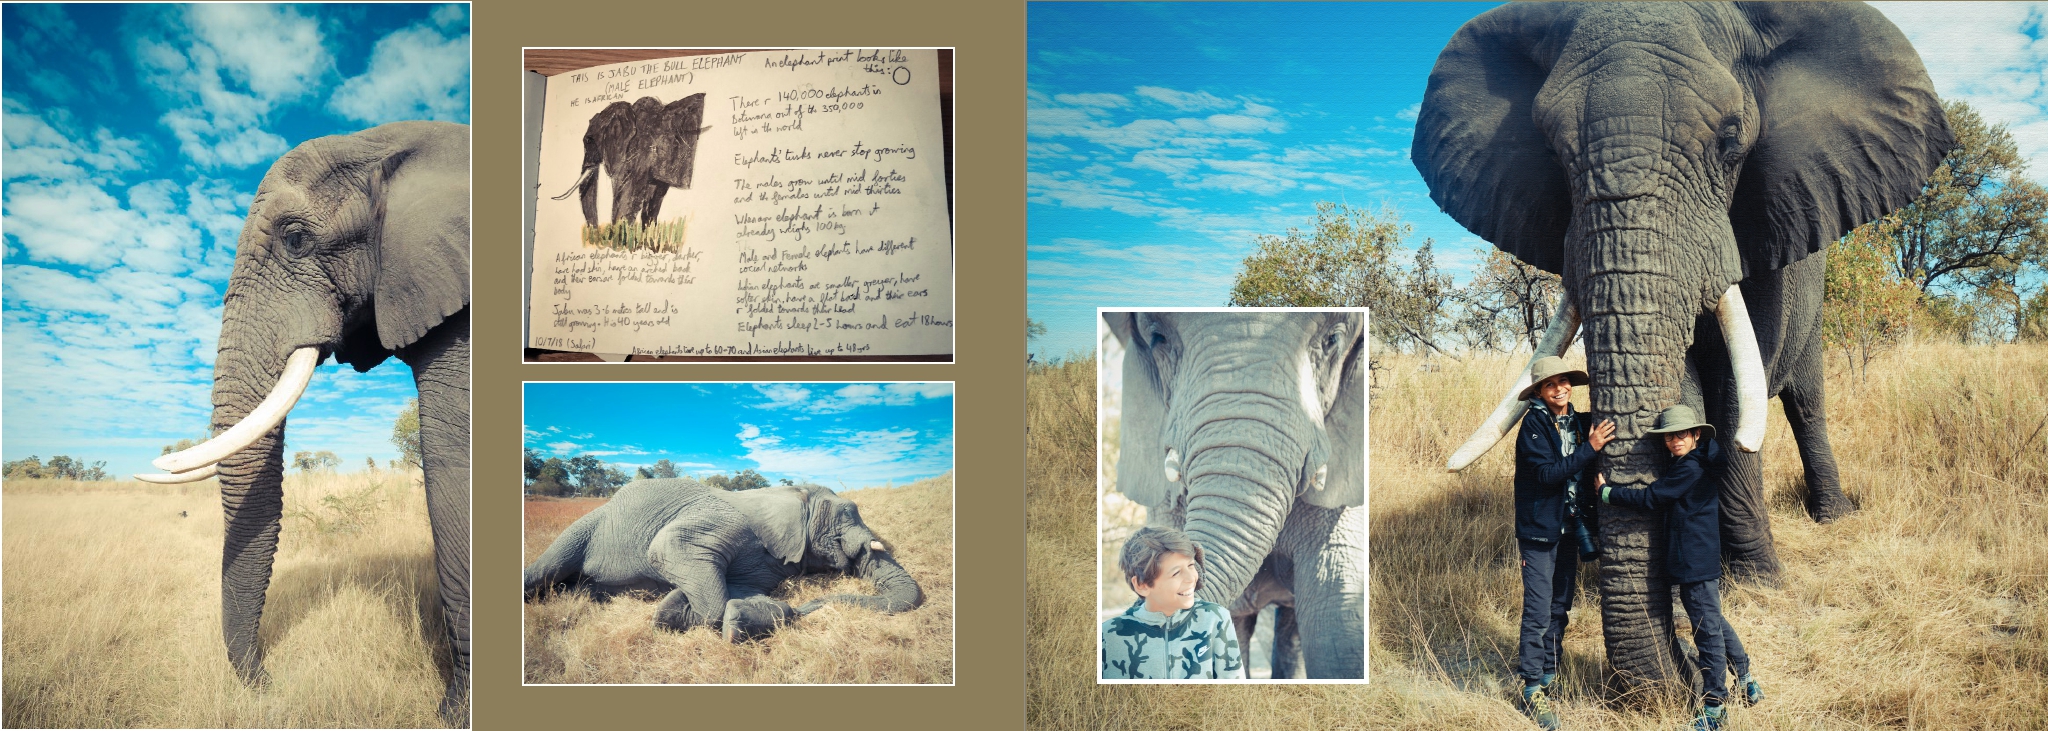 THIS IS JABU THE BULL ELEPHANT
(MALE ELEPHANT)
HE IS AFRICAN
African elephants r bigger, darker,
have hard skin, have an arched back
and their ears are folded towards their
body
Jabu was 3-6 metres tall and is
still growing. H is 40 years old
10/7/18 (Safari)
An elephant print looks like
this:
There r 140,000 elephants in
Botswana out of the 350,000
left in the world
Elephants' tusks never stop growing
The males grow until mid forties
and the females until mid thirties
When an elephant is born it
already weighs 100kg
Male and Female elephants have different
social networks
Indian elephants are smaller, greyer, have
softer skin, have a flat back and their ears
r folded towards their head
Elephants sleep 2-5 hours and eat 18hours
African elephants live up to 60-70 and Asian elephants live up to 48 yrs